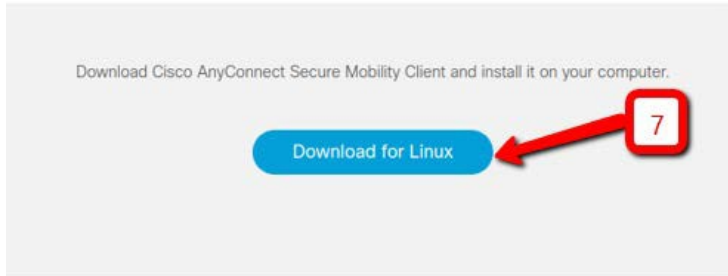 Download Cisco AnyConnect Secure Mobility Client and install it on your computer.
7
Download for Linux